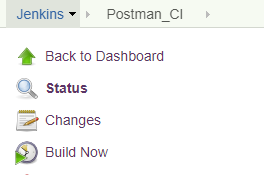 Jenkins Postman_CI
Back to Dashboard
Status
Changes
Build Now